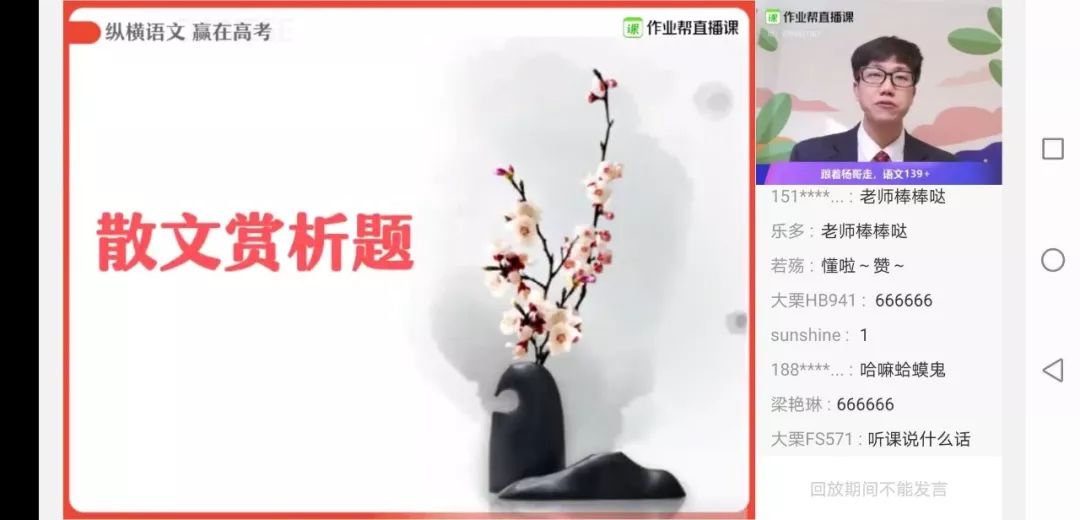 纵横语文 赢在高考
课 作业帮直播课
散文赏析题
课 作业帮直播课
跟着杨哥走，语文139+
151****...：老师棒棒哒
乐多：老师棒棒哒
若殇：懂啦～赞～
大栗HB941：666666
sunshine：1
188****...：哈嘛蛤蟆鬼
梁艳琳：666666
大栗FS571：听课说什么话
回放期间不能发言